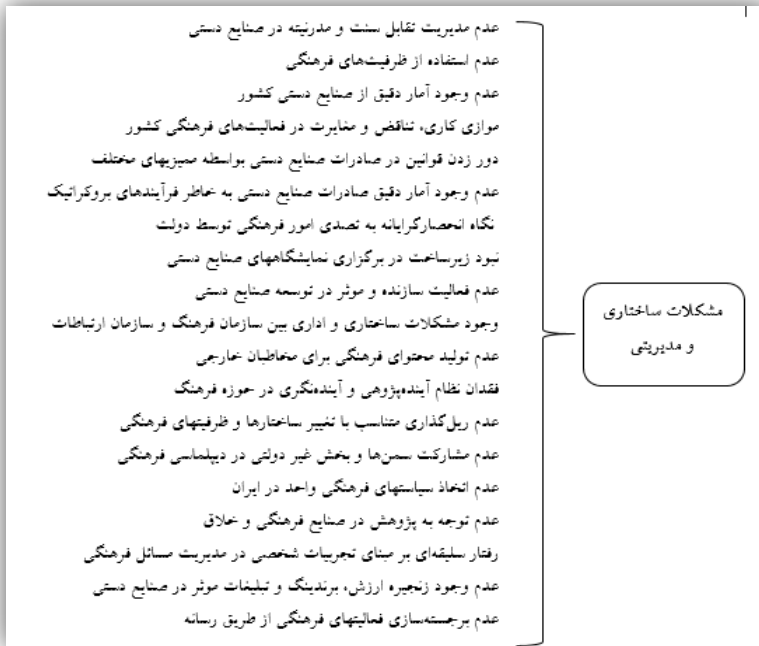 عدم مدیریت تقابل سنت و مدرنیته در صنایع دستی
عدم استفاده از ظرفیت‌های فرهنگی
عدم وجود آمار دقیق از صنایع دستی کشور
موازی کاری، تناقض و مغایرت در فعالیت‌های فرهنگی کشور
دور زدن قوانین در صادرات صنایع دستی بواسطه ممیزیهای مختلف
عدم وجود آمار دقیق صادرات صنایع دستی به خاطر فرآیندهای بروکراتیک
نگاه انحصارگرایانه به تصدی امور فرهنگی توسط دولت
نبود زیرساخت در برگزاری نمایشگاههای صنایع دستی
عدم فعالیت سازنده و موثر در توسعه صنایع دستی
وجود مشکلات ساختاری و اداری بین سازمان فرهنگ و سازمان ارتباطات
عدم تولید محتوای فرهنگی برای مخاطبان خارجی
فقدان نظام آینده‌پژوهی و آینده‌نگری در حوزه فرهنگ
عدم ریل‌گذاری متناسب با تغییر ساختارها و ظرفیتهای فرهنگی
عدم مشارکت سمن‌ها و بخش غیر دولتی در دیپلماسی فرهنگی
عدم اتخاذ سیاستهای فرهنگی واحد در ایران
عدم توجه به پژوهش در صنایع فرهنگی و خلاق
رفتار سلیقه‌ای بر مبنای تجربیات شخصی در مدیریت مسائل فرهنگی
عدم وجود زنجیره ارزش، برندینگ و تبلیغات موثر در صنایع دستی
عدم برجسته‌سازی فعالیتهای فرهنگی از طریق رسانه
مشکلات ساختاری
و مدیریتی